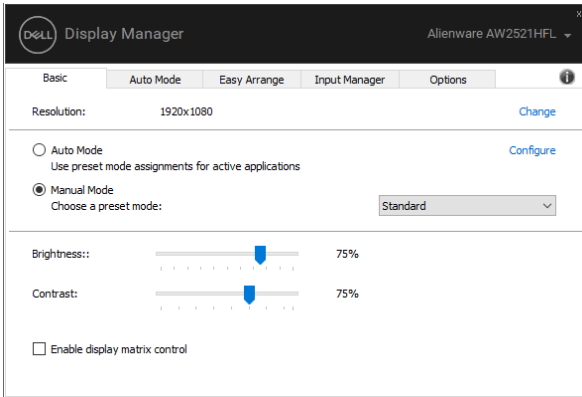 DELL Display Manager Alienware AW2521HFL
x
Basic Auto Mode Easy Arrange Input Manager Options i
Resolution: 1920x1080 Change
Auto Mode Configure
Use preset mode assignments for active applications
Manual Mode
Choose a preset mode: Standard
Brightness:: 75%
Contrast: 75%
Enable display matrix control